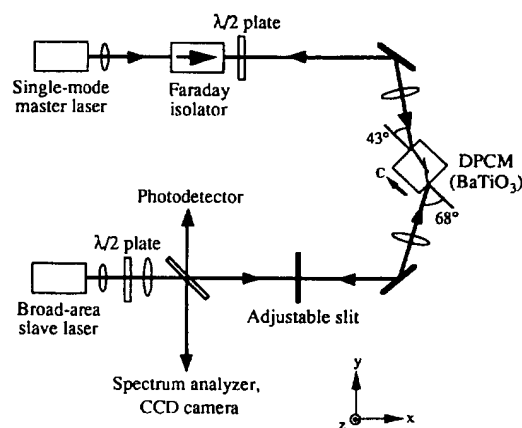 λ/2 plate
Single-mode
master laser
Faraday
isolator
43°
DPCM
(BaTiO₃)
C
68°
Photodetector
λ/2 plate
Broad-area
slave laser
Adjustable slit
Spectrum analyzer,
CCD camera
y
z
x